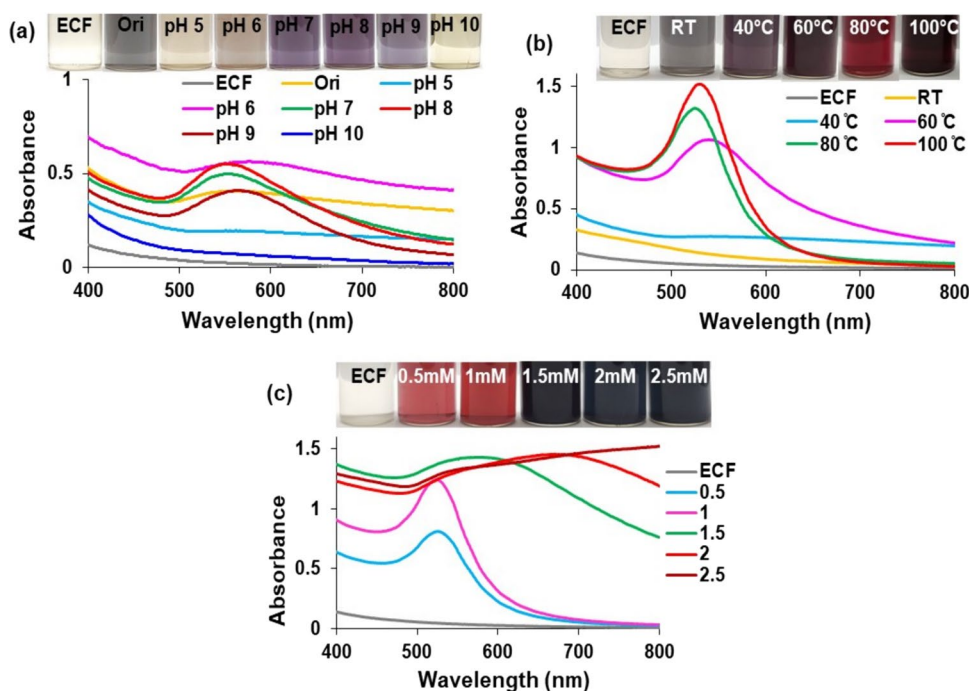 (a)
ECF Ori pH 5 pH 6 pH 7 pH 8 pH 9 pH 10
ECF Ori pH 5
pH 6 pH 7 pH 8
pH 9 pH 10
1
0.5
0
Absorbance
400 500 600 700 800
Wavelength (nm)
(b)
ECF RT 40°C 60°C 80°C 100°C
ECF RT
40℃ 60℃
80℃ 100℃
1.5
1
0.5
0
Absorbance
400 500 600 700 800
Wavelength (nm)
(c)
ECF 0.5mM 1mM 1.5mM 2mM 2.5mM
ECF
0.5
1
1.5
2
2.5
1.5
1
0.5
0
Absorbance
400 500 600 700 800
Wavelength (nm)